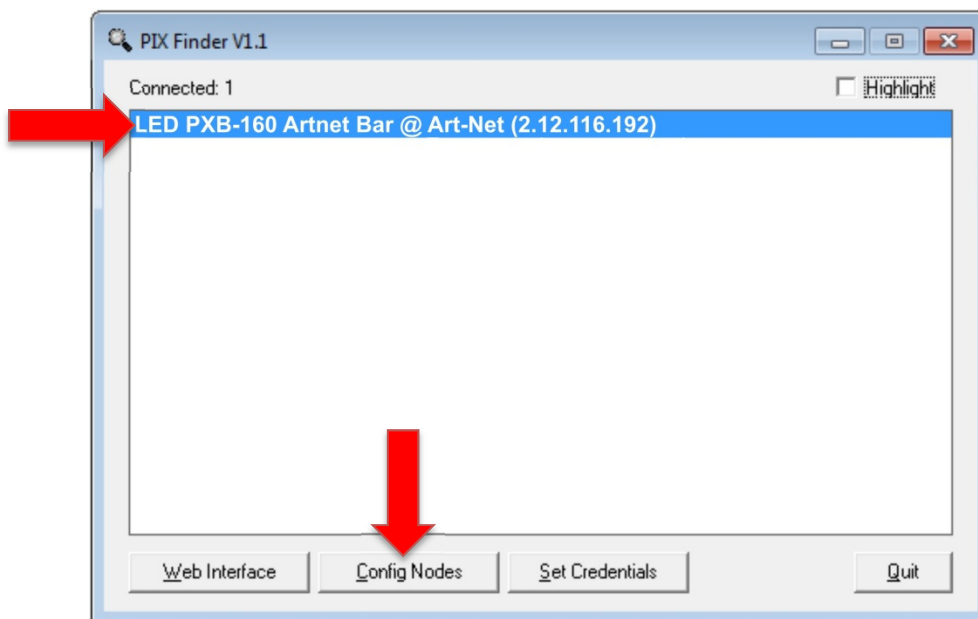 PIX Finder V1.1
Connected: 1
Highlight
LED PXB-160 Artnet Bar @ Art-Net (2.12.116.192)
Web Interface
Config Nodes
Set Credentials
Quit